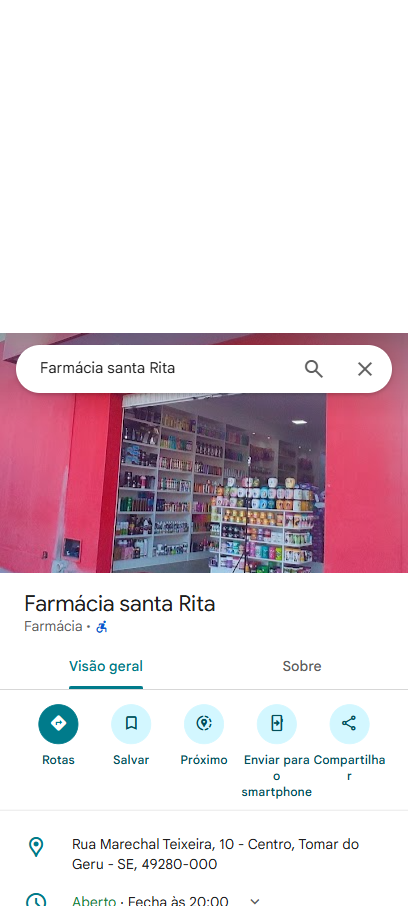 Farmácia santa Rita
Farmácia santa Rita
Farmácia ·
Visão geral
Sobre
Rotas
Salvar
Próximo
Enviar para o smartphone
Compartilhar
Rua Marechal Teixeira, 10 - Centro, Tomar do
Geru - SE, 49280-000
Aberto · Fecha às 20:00